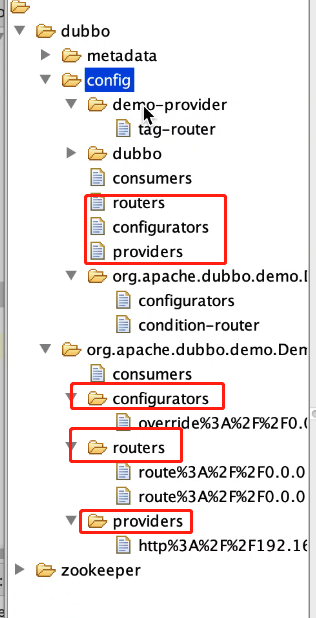 dubbo
metadata
config
demo-provider
tag-router
dubbo
consumers
routers
configurators
providers
org.apache.dubbo.demo.
configurators
condition-router
org.apache.dubbo.demo.Dem
consumers
configurators
override%3A%2F%2F0.
routers
route%3A%2F%2F0.0.0
route%3A%2F%2F0.0.0
providers
http%3A%2F%2F192.16
zookeeper